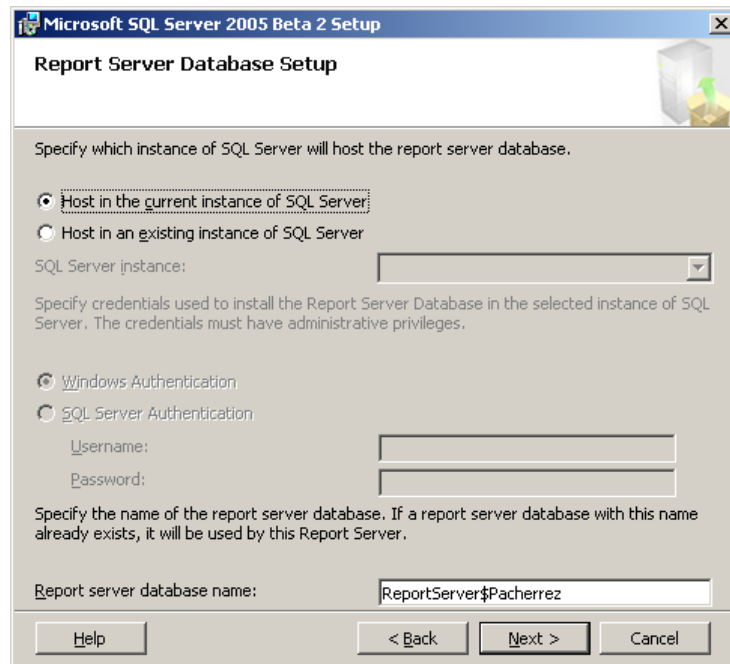 Microsoft SQL Server 2005 Beta 2 Setup
Report Server Database Setup
Specify which instance of SQL Server will host the report server database.
Host in the current instance of SQL Server
Host in an existing instance of SQL Server
SQL Server instance:
Specify credentials used to install the Report Server Database in the selected instance of SQL
Server. The credentials must have administrative privileges.
Windows Authentication
SQL Server Authentication
Username:
Password:
Specify the name of the report server database. If a report server database with this name
already exists, it will be used by this Report Server.
Report server database name: ReportServer$Pacherrez
Help < Back Next > Cancel